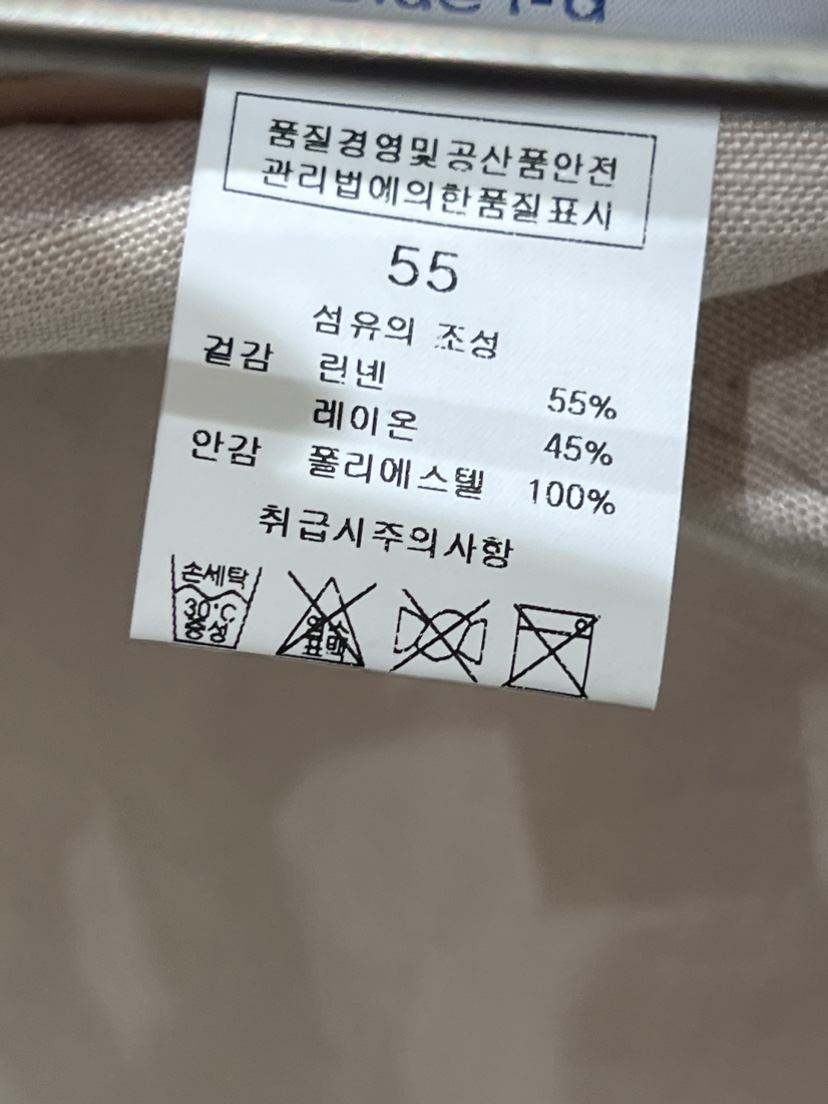 품질경영및공산품안전
관리법에의한품질표시
55
섬유의 조성
겉감 린넨 55%
레이온 45%
안감 폴리에스텔 100%
취급시주의사항
손세탁
30°C
중성
염소
표백